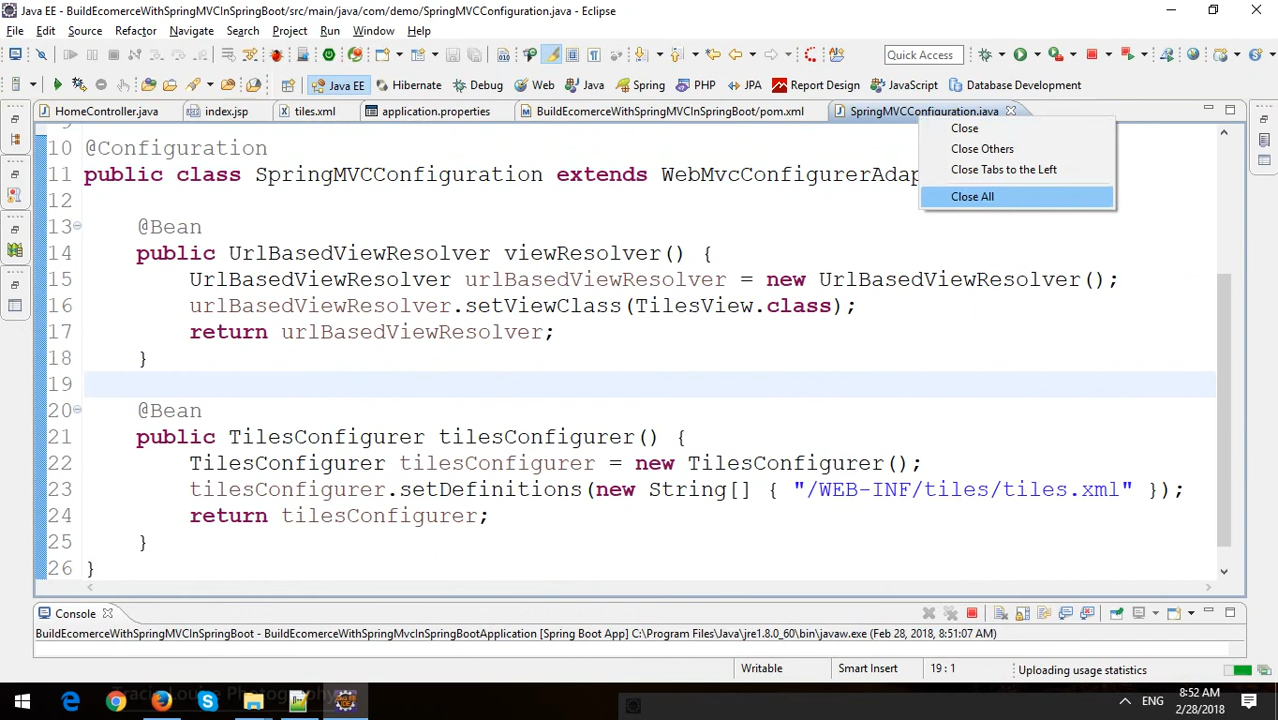 Java EE - BuildEcomerceWithSpringMVCInSpringBoot/src/main/java/com/demo/SpringMVCConfiguration.java - Eclipse
File Edit Source Refactor Navigate Search Project Run Window Help
Quick Access
Java EE Hibernate Debug Web Java Spring PHP JPA Report Design JavaScript Database Development
HomeController.java index.jsp tiles.xml application.properties BuildEcomerceWithSpringMVCInSpringBoot/pom.xml SpringMVCConfiguration.java
Close
Close Others
Close Tabs to the Left
Close All
10 @Configuration
11 public class SpringMVCConfiguration extends WebMvcConfigurerAdap
12
13 @Bean
14 public UrlBasedViewResolver viewResolver() {
15 UrlBasedViewResolver urlBasedViewResolver = new UrlBasedViewResolver();
16 urlBasedViewResolver.setViewClass(TilesView.class);
17 return urlBasedViewResolver;
18 }
19
20 @Bean
21 public TilesConfigurer tilesConfigurer() {
22 TilesConfigurer tilesConfigurer = new TilesConfigurer();
23 tilesConfigurer.setDefinitions(new String[] { "/WEB-INF/tiles/tiles.xml" });
24 return tilesConfigurer;
25 }
26 }
Console
BuildEcomerceWithSpringMVCInSpringBoot - BuildEcomerceWithSpringMvcInSpringBootApplication [Spring Boot App] C:\Program Files\Java\jre1.8.0_60\bin\javaw.exe (Feb 28, 2018, 8:51:07 AM)
Writable Smart Insert 19 : 1 Uploading usage statistics
ENG 8:52 AM
2/28/2018